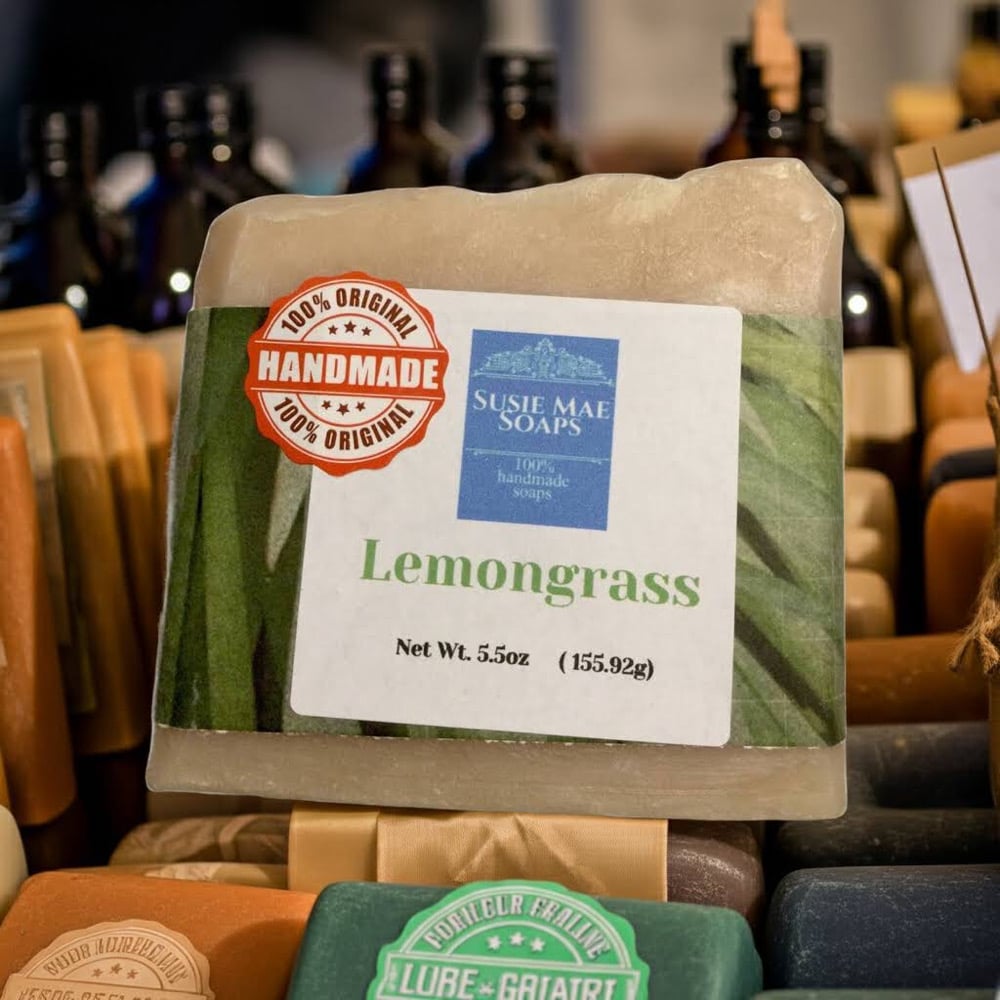 100% ORIGINAL
HANDMADE
100% ORIGINAL
SUSIE MAE
SOAPS
100%
handmade
soaps
Lemongrass
Net Wt. 5.5oz ( 155.92g)